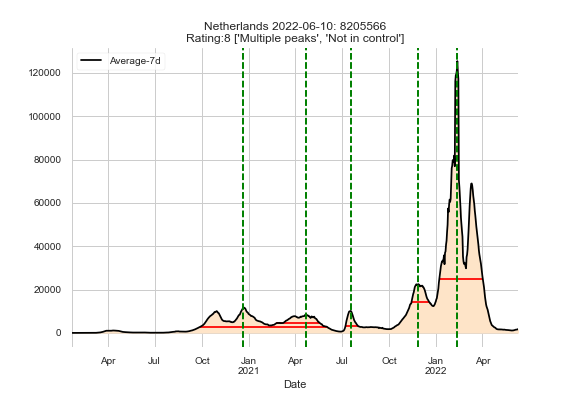 Netherlands 2022-06-10: 8205566
Rating:8 ['Multiple peaks', 'Not in control']
Average-7d
120000
100000
80000
60000
40000
20000
0
Apr Jul Oct Jan Apr Jul Oct Jan Apr
2021 2022
Date